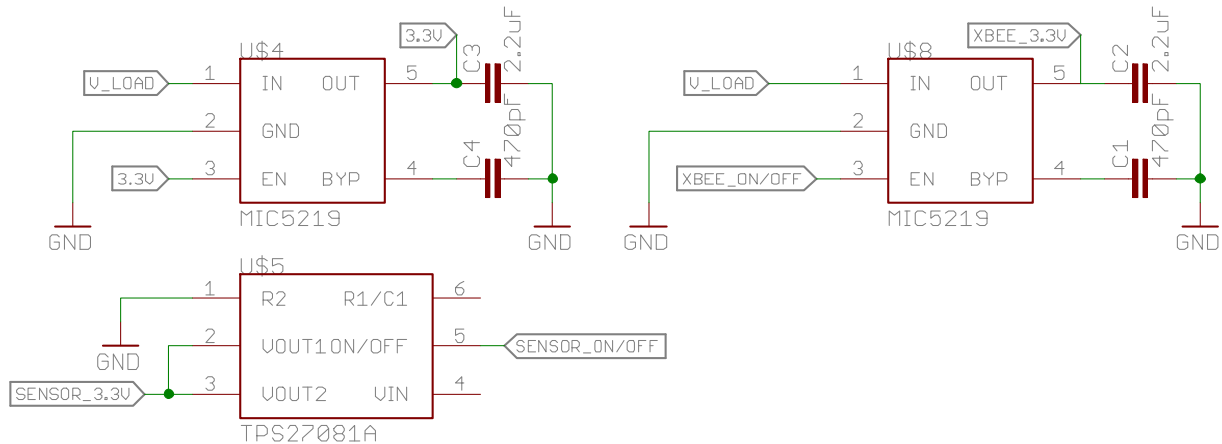 U$4
3.3V
C3
2.2uF
V_LOAD
1
IN
OUT
5
2
GND
3.3V
3
EN
BYP
4
C4
470pF
MIC5219
GND
GND
U$8
XBEE_3.3V
C2
2.2uF
V_LOAD
1
IN
OUT
5
2
GND
XBEE_ON/OFF
3
EN
BYP
4
C1
470pF
MIC5219
GND
GND
U$5
1
R2
R1/C1
6
GND
2
VOUT1
ON/OFF
5
SENSOR_ON/OFF
SENSOR_3.3V
3
VOUT2
VIN
4
TPS27081A